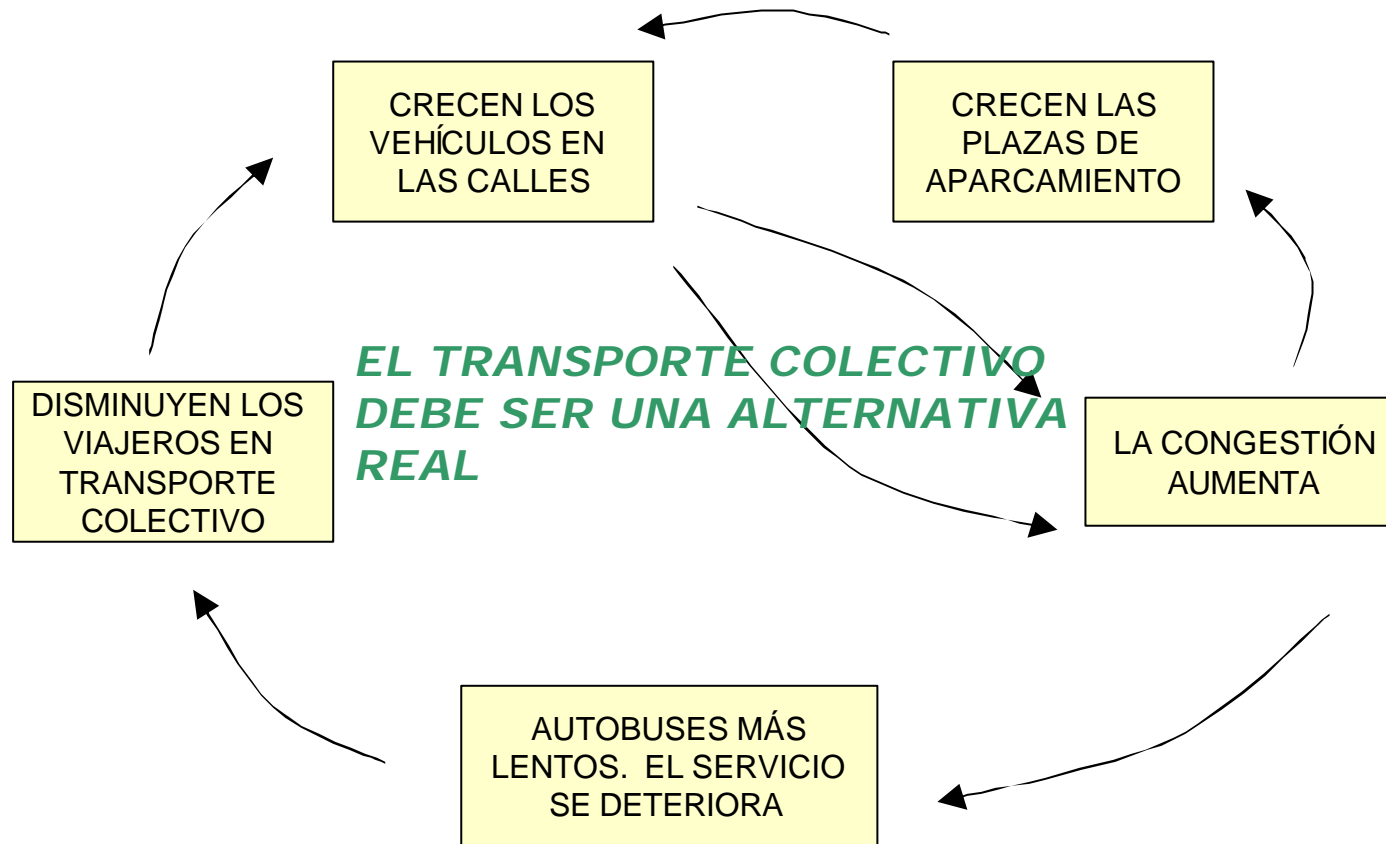 CRECEN LOS
VEHÍCULOS EN
LAS CALLES
CRECEN LAS
PLAZAS DE
APARCAMIENTO
EL TRANSPORTE COLECTIVO
DEBE SER UNA ALTERNATIVA
REAL
DISMINUYEN LOS
VIAJEROS EN
TRANSPORTE
COLECTIVO
LA CONGESTIÓN
AUMENTA
AUTOBUSES MÁS
LENTOS. EL SERVICIO
SE DETERIORA